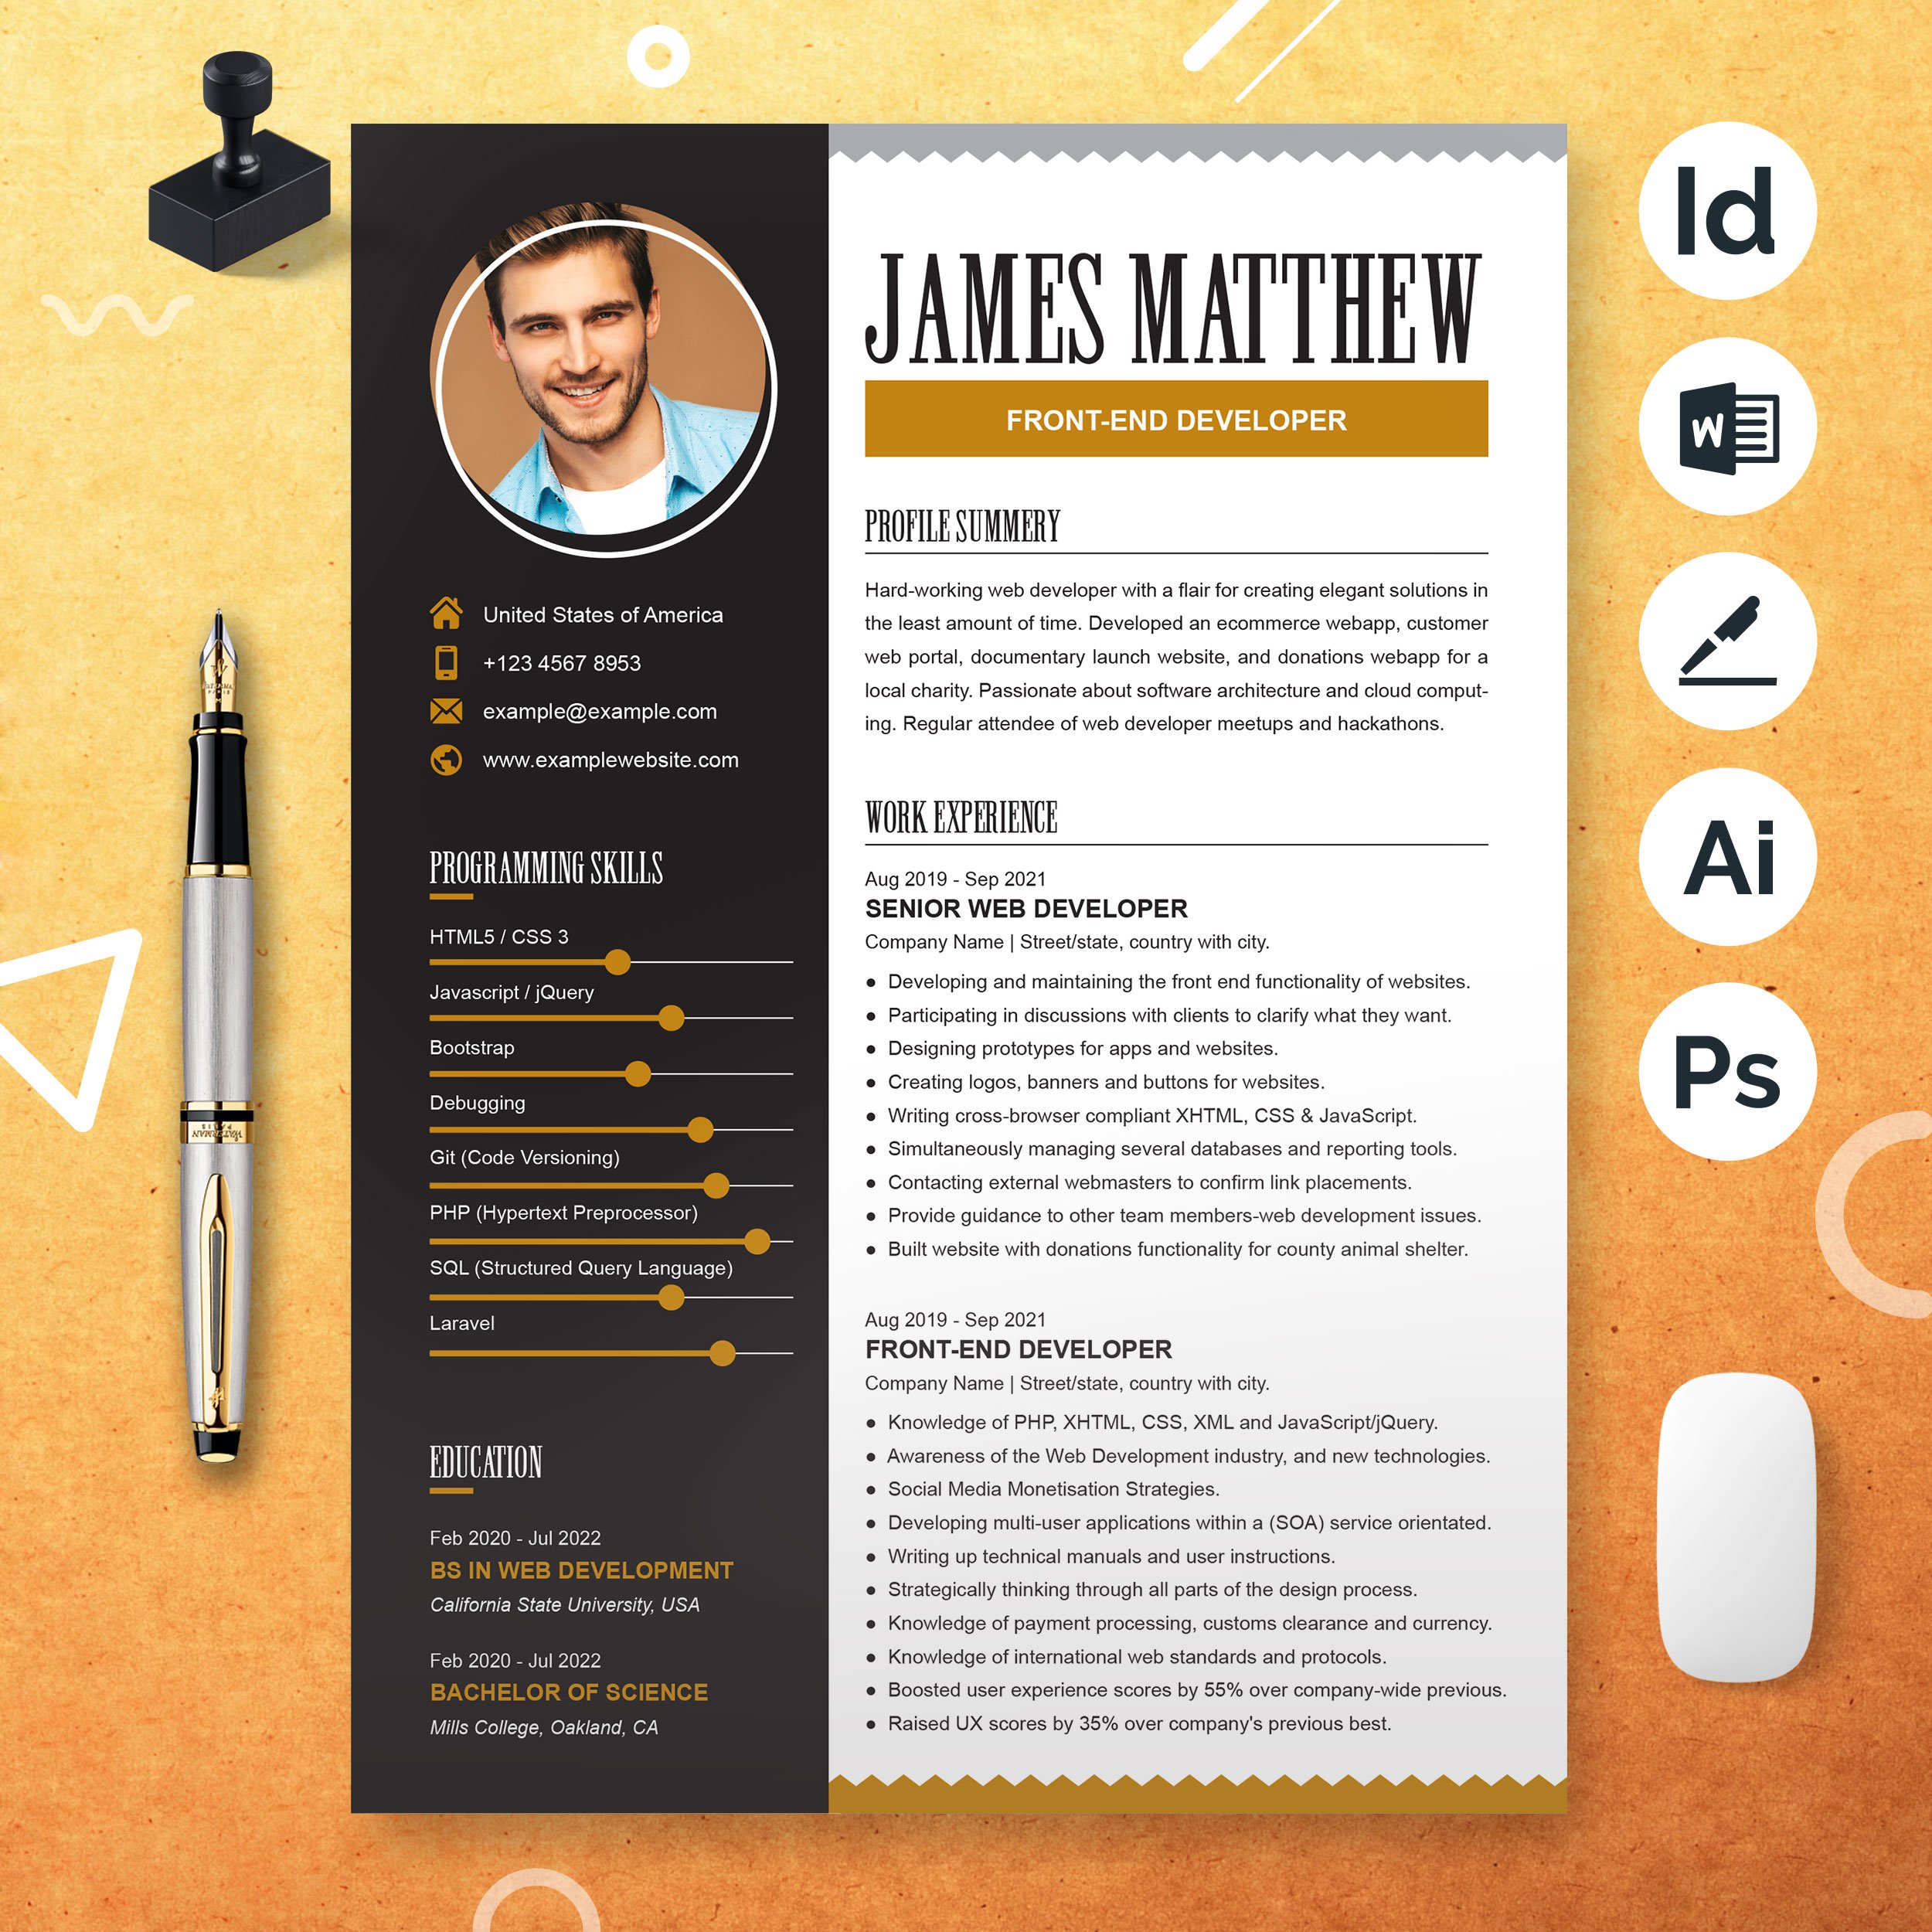 JAMES MATTHEW
FRONT-END DEVELOPER
United States of America
+123 4567 8953
example@example.com
www.examplewebsite.com
PROGRAMMING SKILLS
HTML5 / CSS 3
Javascript / jQuery
Bootstrap
Debugging
Git (Code Versioning)
PHP (Hypertext Preprocessor)
SQL (Structured Query Language)
Laravel
EDUCATION
Feb 2020 - Jul 2022
BS IN WEB DEVELOPMENT
California State University, USA
Feb 2020 - Jul 2022
BACHELOR OF SCIENCE
Mills College, Oakland, CA
PROFILE SUMMERY
Hard-working web developer with a flair for creating elegant solutions in
the least amount of time. Developed an ecommerce webapp, customer
web portal, documentary launch website, and donations webapp for a
local charity. Passionate about software architecture and cloud comput-
ing. Regular attendee of web developer meetups and hackathons.
WORK EXPERIENCE
Aug 2019 - Sep 2021
SENIOR WEB DEVELOPER
Company Name | Street/state, country with city.
● Developing and maintaining the front end functionality of websites.
● Participating in discussions with clients to clarify what they want.
● Designing prototypes for apps and websites.
● Creating logos, banners and buttons for websites.
● Writing cross-browser compliant XHTML, CSS & JavaScript.
● Simultaneously managing several databases and reporting tools.
● Contacting external webmasters to confirm link placements.
● Provide guidance to other team members-web development issues.
● Built website with donations functionality for county animal shelter.
Aug 2019 - Sep 2021
FRONT-END DEVELOPER
Company Name | Street/state, country with city.
● Knowledge of PHP, XHTML, CSS, XML and JavaScript/jQuery.
● Awareness of the Web Development industry, and new technologies.
● Social Media Monetisation Strategies.
● Developing multi-user applications within a (SOA) service orientated.
● Writing up technical manuals and user instructions.
● Strategically thinking through all parts of the design process.
● Knowledge of payment processing, customs clearance and currency.
● Knowledge of international web standards and protocols.
● Boosted user experience scores by 55% over company-wide previous.
● Raised UX scores by 35% over company's previous best.
Id
W
Ai
Ps
WATERMAN
PARIS